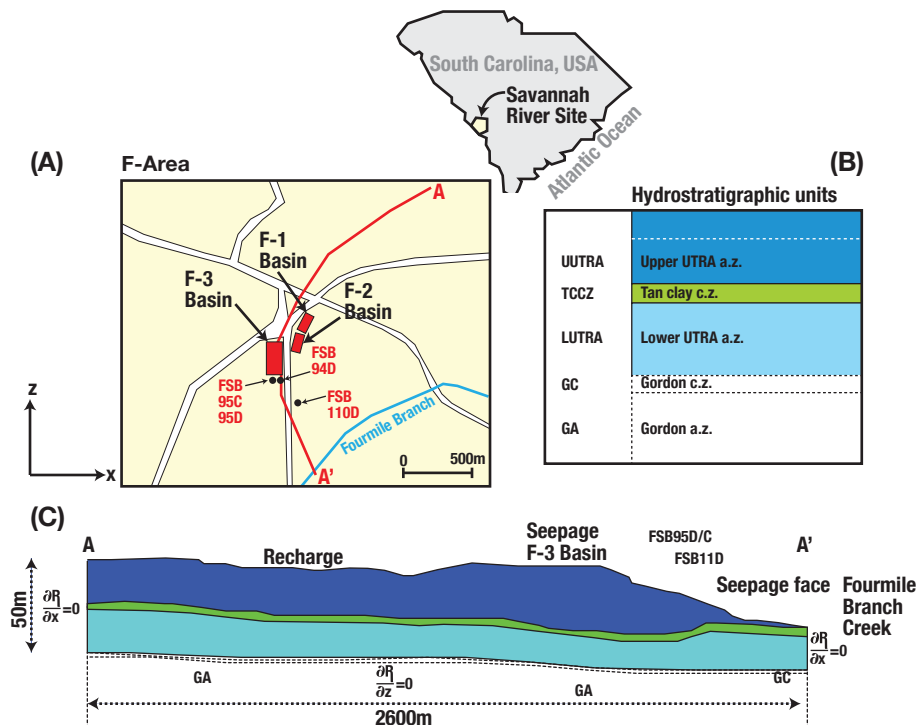 South Carolina, USA
Savannah
River Site
Atlantic Ocean
(A)
F-Area
A
F-1
Basin
F-3
Basin
F-2
Basin
FSB
94D
FSB
95C
95D
FSB
110D
Fourmile Branch
A'
0 500m
z
x
(B)
Hydrostratigraphic units
UUTRA Upper UTRA a.z.
TCCZ Tan clay c.z.
LUTRA Lower UTRA a.z.
GC Gordon c.z.
GA Gordon a.z.
(C)
A
Recharge
Seepage
F-3 Basin
FSB95D/C
FSB11D
A'
Seepage face
Fourmile
Branch
Creek
50m
∂Rⱼ/∂x=0
∂Rⱼ/∂x=0
GA
∂Rⱼ/∂z=0
GA
GC
2600m